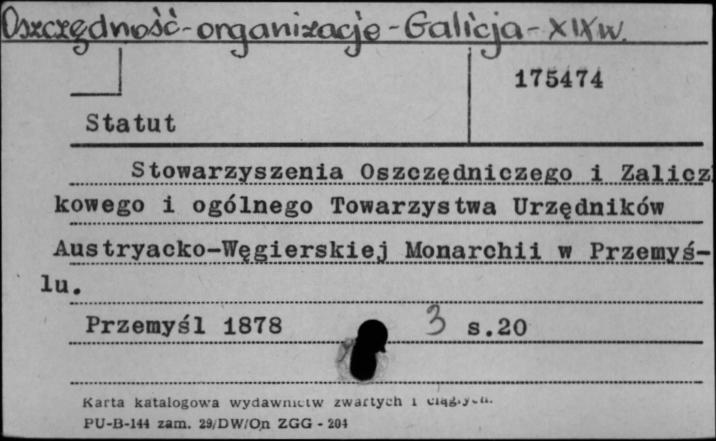 Oszczędność - organizacje - Galicja - XIX w.
175474
Statut
Stowarzyszenia Oszczędniczego i Zalicz
kowego i ogólnego Towarzystwa Urzędników
Austryacko-Węgierskiej Monarchii w Przemyś-
lu.
Przemyśl 1878 3 s.20
Karta katalogowa wydawnictw zwartych i ciągłych.
PU-B-144 zam. 29/DW/On ZGG - 204